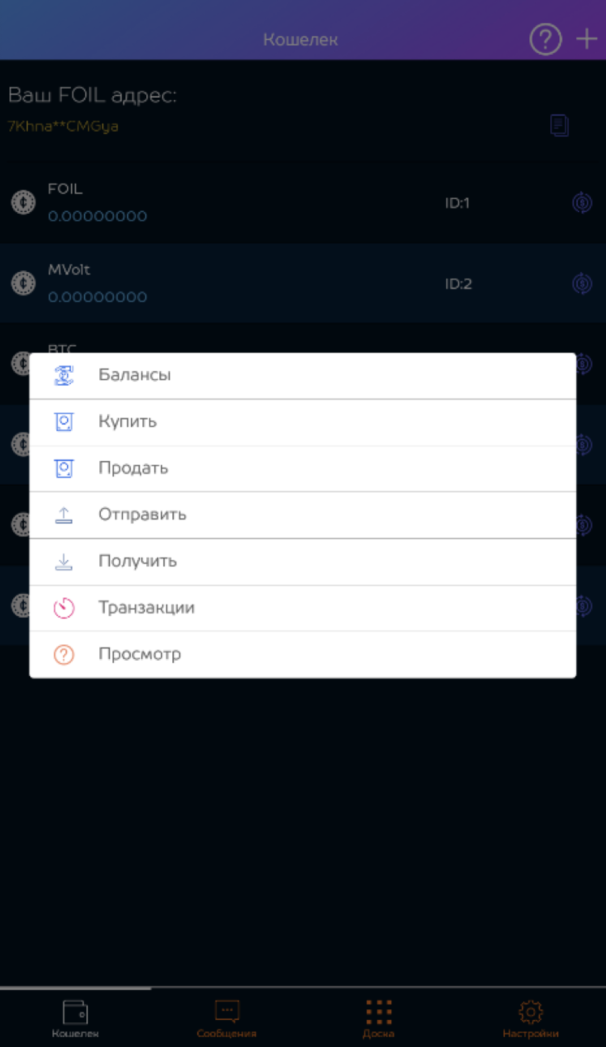 Кошелек
Ваш FOIL адрес:
7Khna**CMGya
FOIL
0.00000000
ID:1
MVolt
0.00000000
ID:2
BTC
Балансы
Купить
Продать
Отправить
Получить
Транзакции
Просмотр
Кошелек
Сообщения
Доска
Настройки